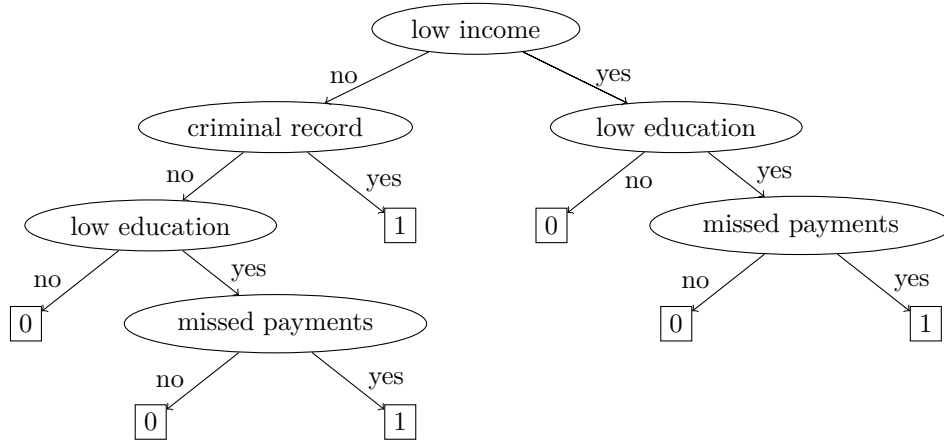 low income
no
yes
criminal record
low education
no
yes
no
yes
low education
1
0
missed payments
no
yes
no
yes
0
missed payments
0
1
no
yes
0
1